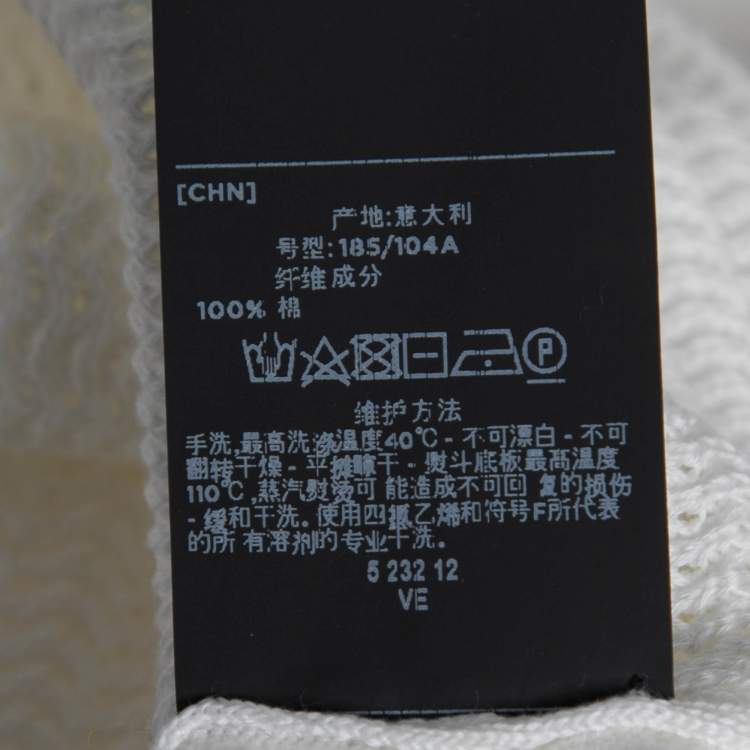 [CHN]
产地:意大利
号型: 185/104A
纤维成分
100% 棉
P
维护方法
手洗,最高洗涤温度40°C - 不可漂白 - 不可
翻转干燥 - 平摊晾干 - 熨斗底板最高温度
110°C,蒸汽熨烫可 能造成不可回 复的损伤
- 缓和干洗. 使用四氯乙烯和符号F所代表
的所 有溶剂的专业干洗.
5 232 12
VE